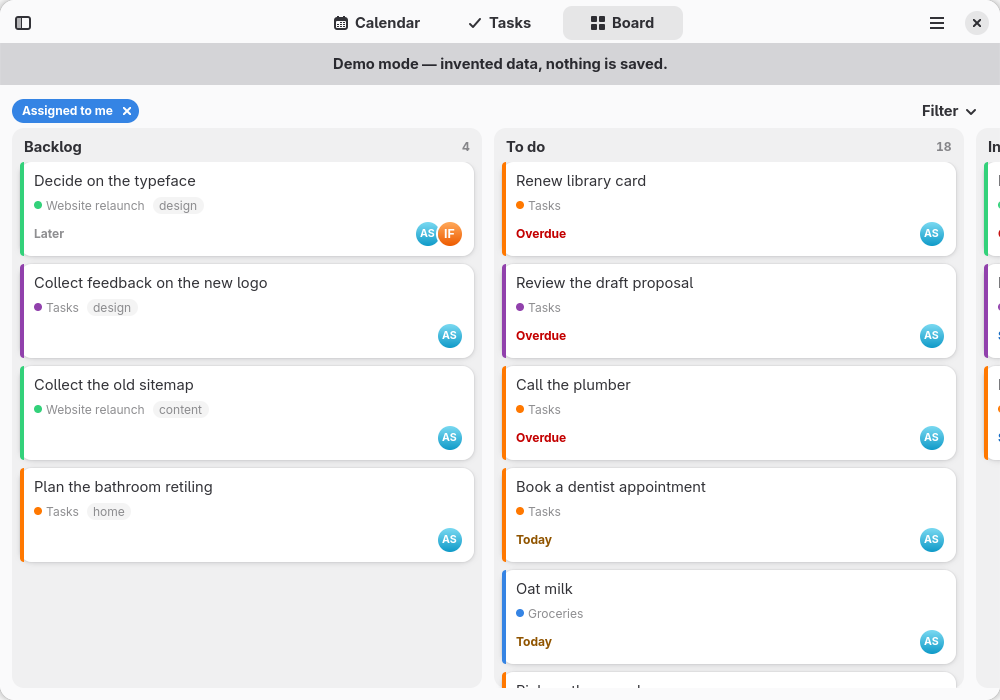 Calendar
Tasks
Board
Demo mode — invented data, nothing is saved.
Assigned to me
Filter
Backlog 4
Decide on the typeface
Website relaunch design
Later AS IF
Collect feedback on the new logo
Tasks design
AS
Collect the old sitemap
Website relaunch content
AS
Plan the bathroom retiling
Tasks home
AS
To do 18
Renew library card
Tasks
Overdue AS
Review the draft proposal
Tasks
Overdue AS
Call the plumber
Tasks
Overdue AS
Book a dentist appointment
Tasks
Today AS
Oat milk
Groceries
Today AS